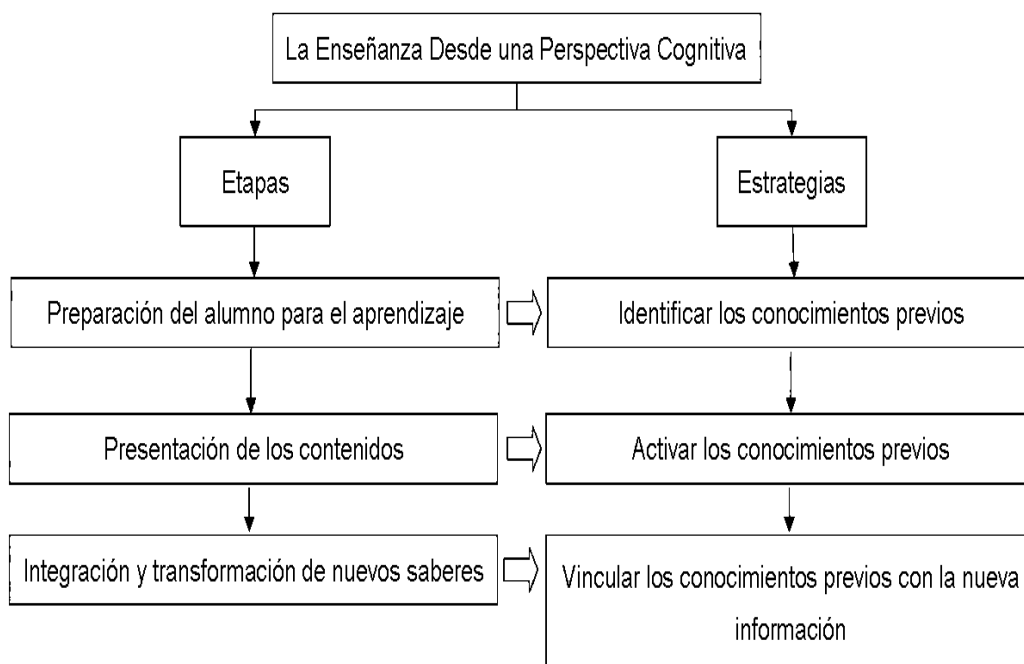 La Enseñanza Desde una Perspectiva Cognitiva
Etapas
Estrategias
Preparación del alumno para el aprendizaje
Identificar los conocimientos previos
Presentación de los contenidos
Activar los conocimientos previos
Integración y transformación de nuevos saberes
Vincular los conocimientos previos con la nueva
información